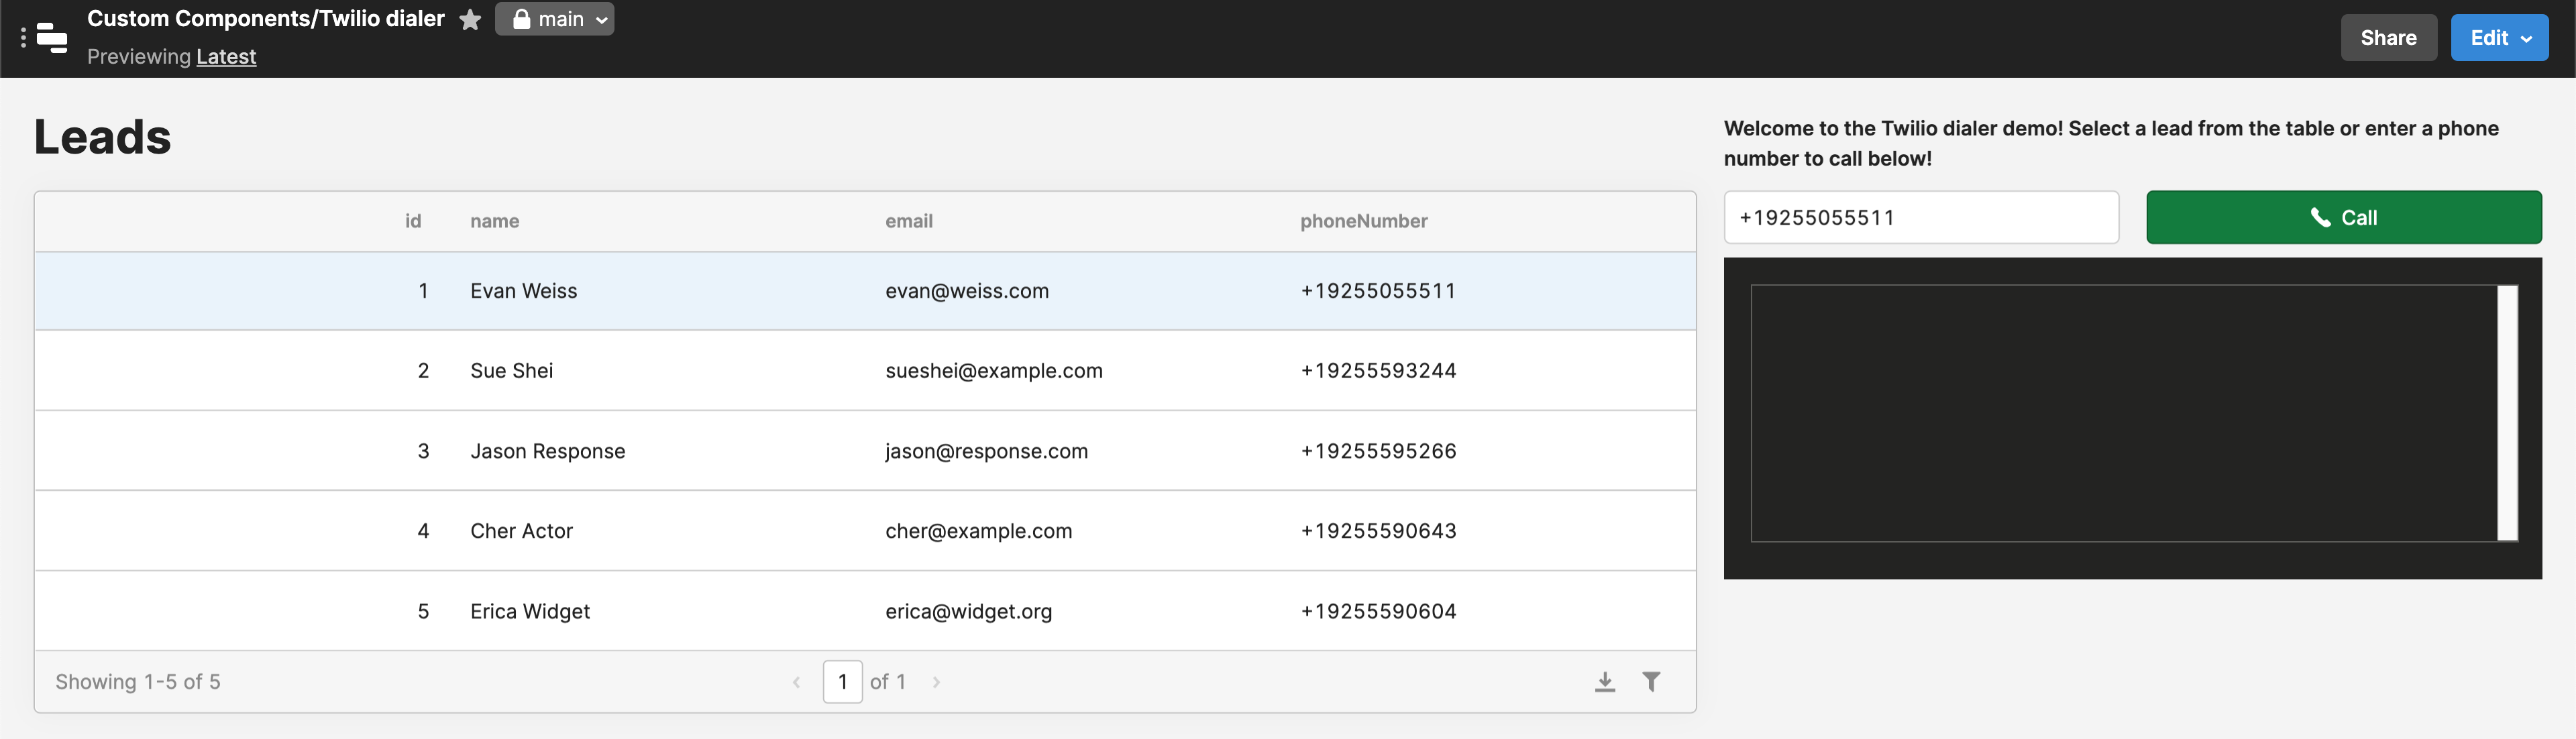 Custom Components/Twilio dialer
main
Previewing Latest
Share
Edit
Leads
id name email phoneNumber
1 Evan Weiss evan@weiss.com +19255055511
2 Sue Shei sueshei@example.com +19255593244
3 Jason Response jason@response.com +19255595266
4 Cher Actor cher@example.com +19255590643
5 Erica Widget erica@widget.org +19255590604
Showing 1-5 of 5
1 of 1
Welcome to the Twilio dialer demo! Select a lead from the table or enter a phone
number to call below!
+19255055511
Call